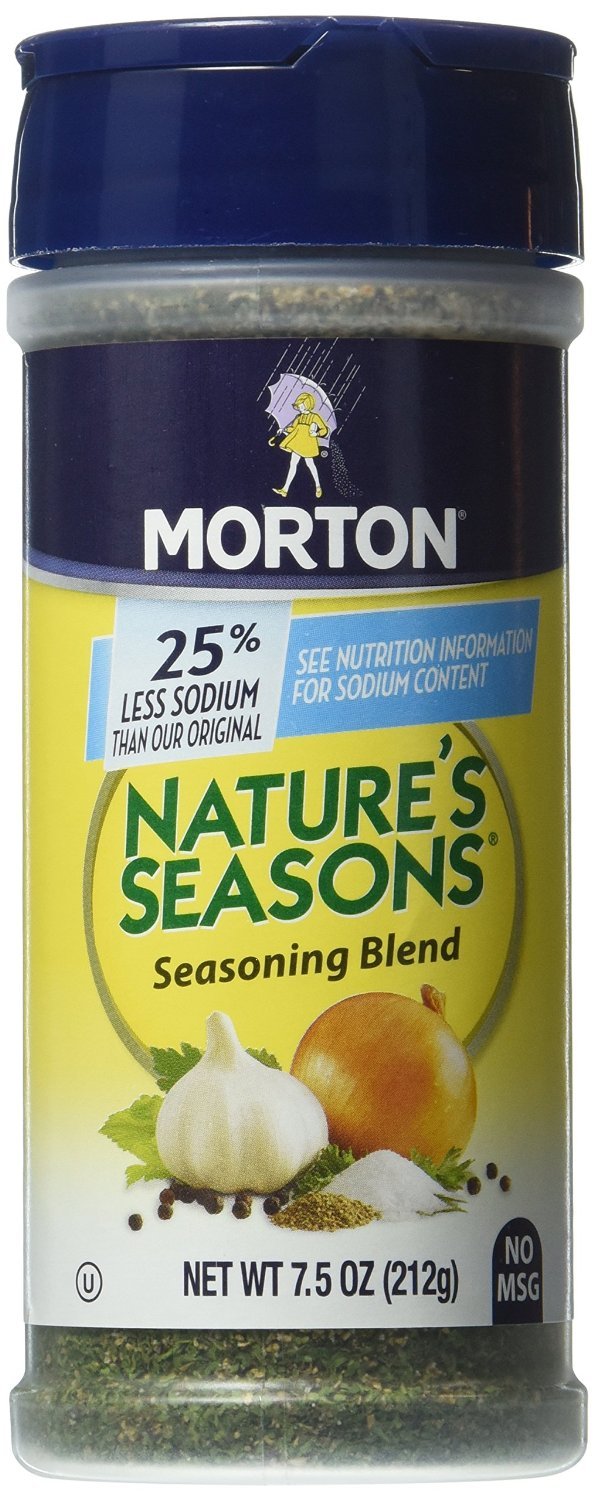 MORTON®
25%
LESS SODIUM
THAN OUR ORIGINAL
SEE NUTRITION INFORMATION
FOR SODIUM CONTENT
NATURE'S
SEASONS®
Seasoning Blend
U
NET WT 7.5 OZ (212g)
NO
MSG